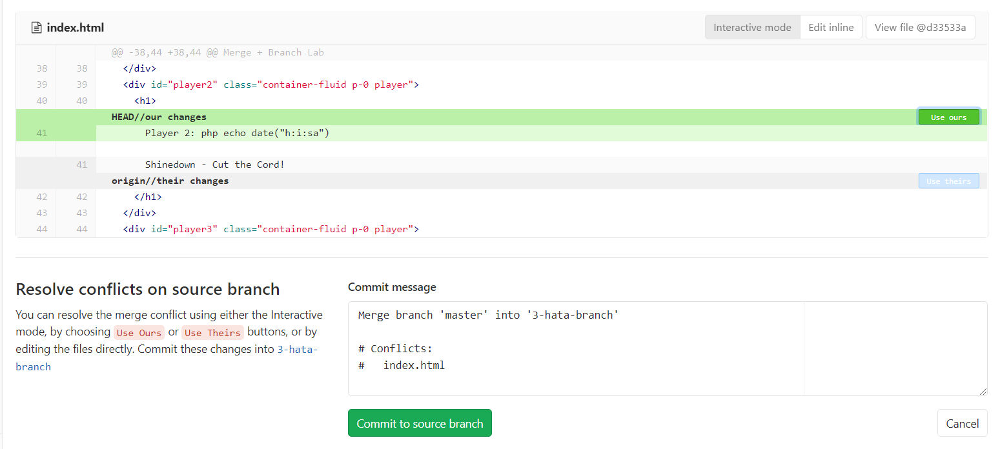 index.html Interactive mode Edit inline View file @d33533a
@@ -38,44 +38,44 @@ Merge + Branch Lab
38 38 </div>
39 39 <div id="player2" class="container-fluid p-0 player">
40 40 <h1>
HEAD//our changes Use ours
41 Player 2: php echo date("h:i:sa")
41 Shinedown - Cut the Cord!
origin//their changes Use theirs
42 42 </h1>
43 43 </div>
44 44 <div id="player3" class="container-fluid p-0 player">
Resolve conflicts on source branch
You can resolve the merge conflict using either the Interactive
mode, by choosing Use Ours or Use Theirs buttons, or by
editing the files directly. Commit these changes into 3-hata-
branch
Commit message
Merge branch 'master' into '3-hata-branch'
# Conflicts:
#   index.html
Commit to source branch Cancel